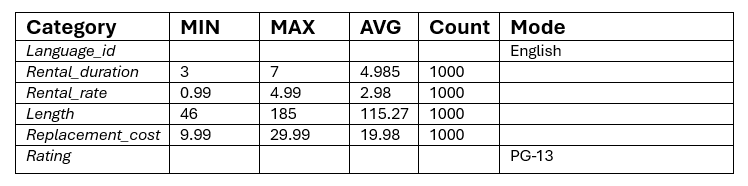 Category MIN MAX AVG Count Mode
Language_id English
Rental_duration 3 7 4.985 1000
Rental_rate 0.99 4.99 2.98 1000
Length 46 185 115.27 1000
Replacement_cost 9.99 29.99 19.98 1000
Rating PG-13